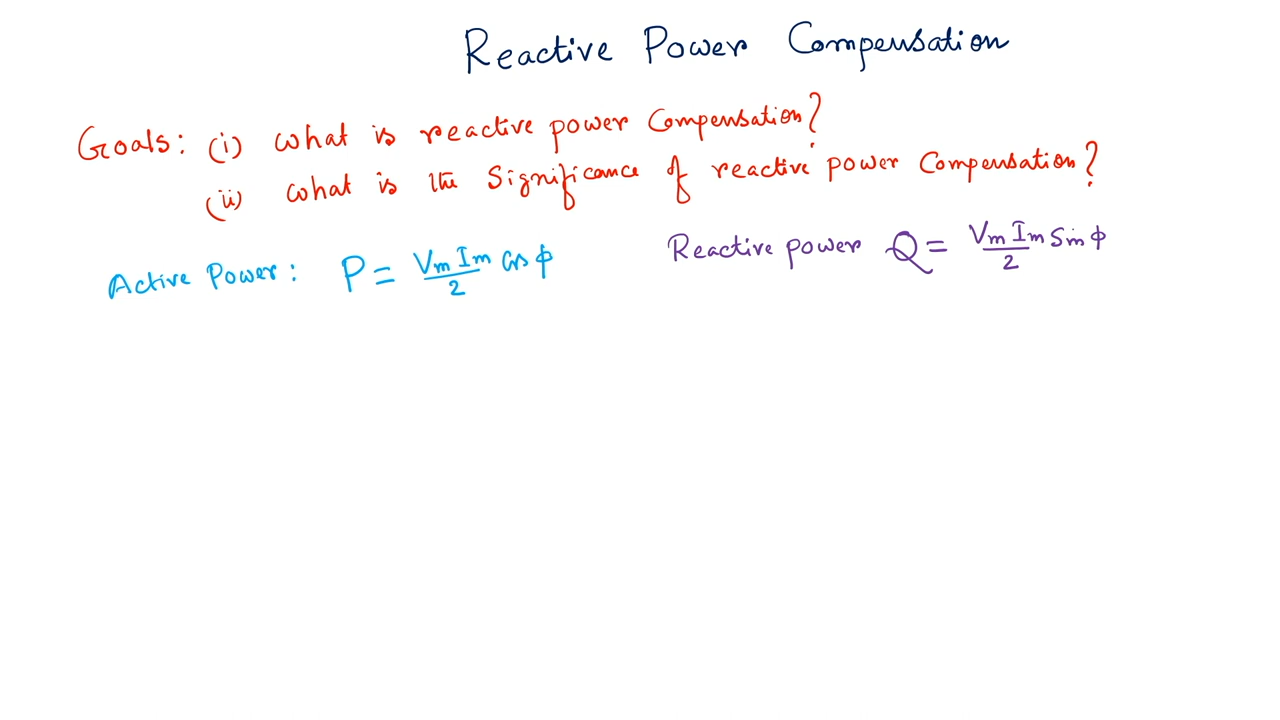 Reactive Power Compensation
Goals: (i) What is reactive power Compensation?
(ii) What is the Significance of reactive power Compensation?
Active Power: P = VmIm/2 cos φ
Reactive power Q = VmIm/2 Sin φ